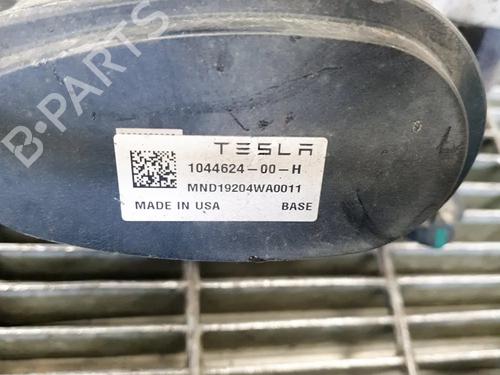 B-PARTS
TESLA
1044624-00-H
MND19204WA0011
MADE IN USA BASE